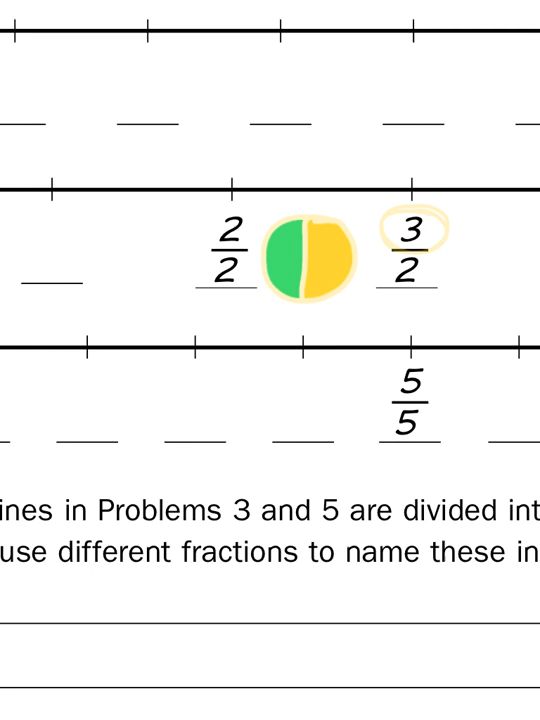 2/2 3/2
5/5
ines in Problems 3 and 5 are divided int
use different fractions to name these in